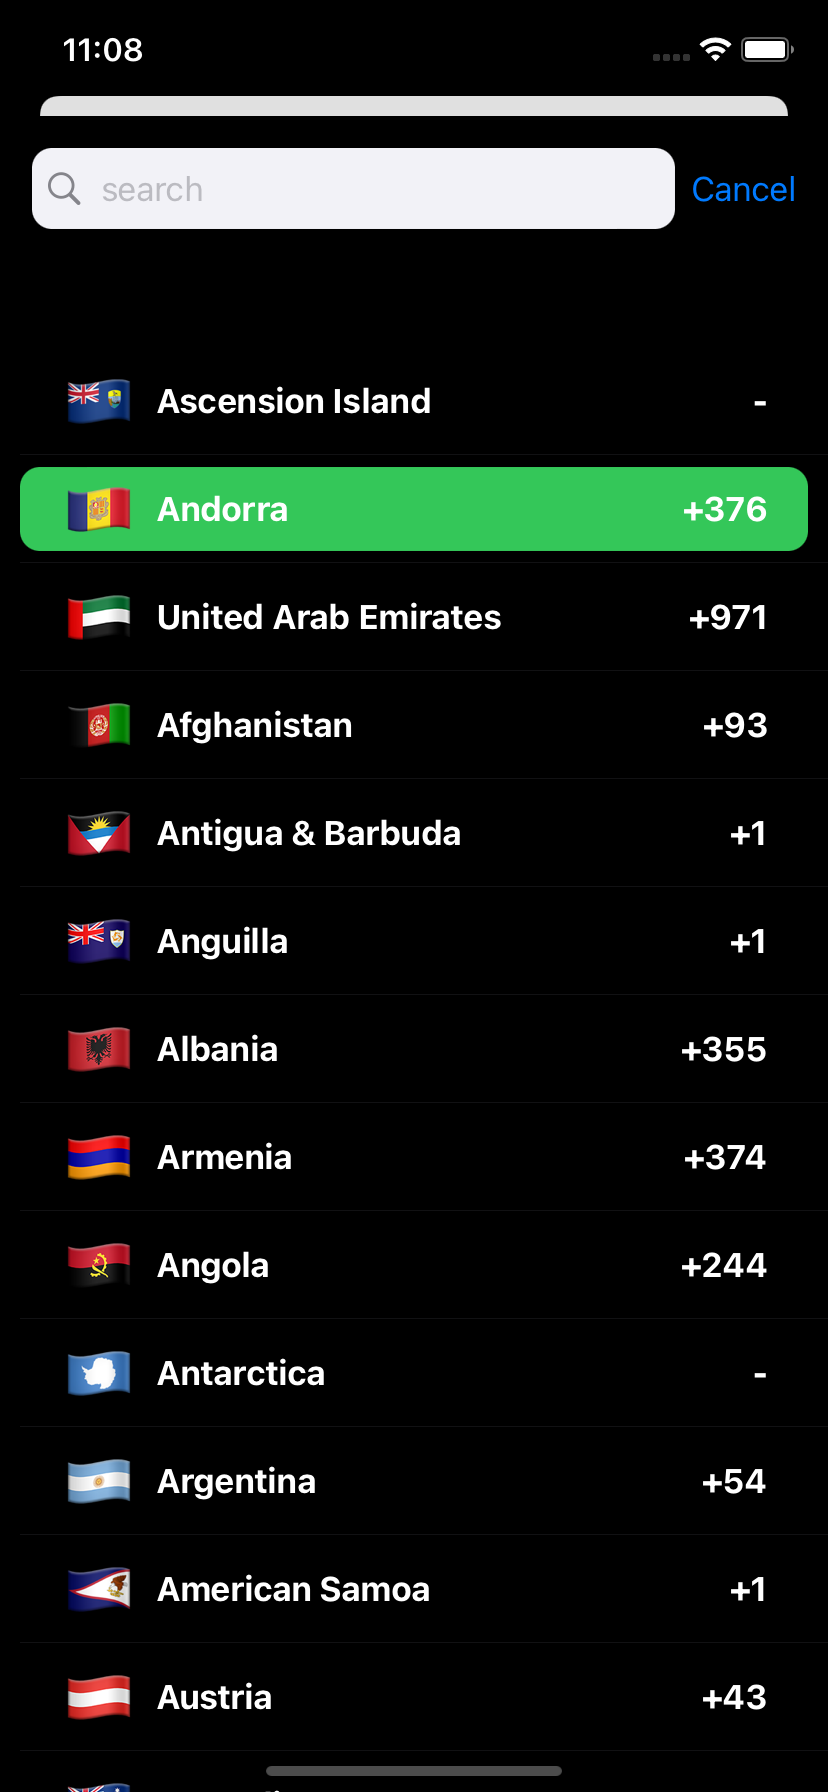 11:08
search
Cancel
Ascension Island -
Andorra +376
United Arab Emirates +971
Afghanistan +93
Antigua & Barbuda +1
Anguilla +1
Albania +355
Armenia +374
Angola +244
Antarctica -
Argentina +54
American Samoa +1
Austria +43